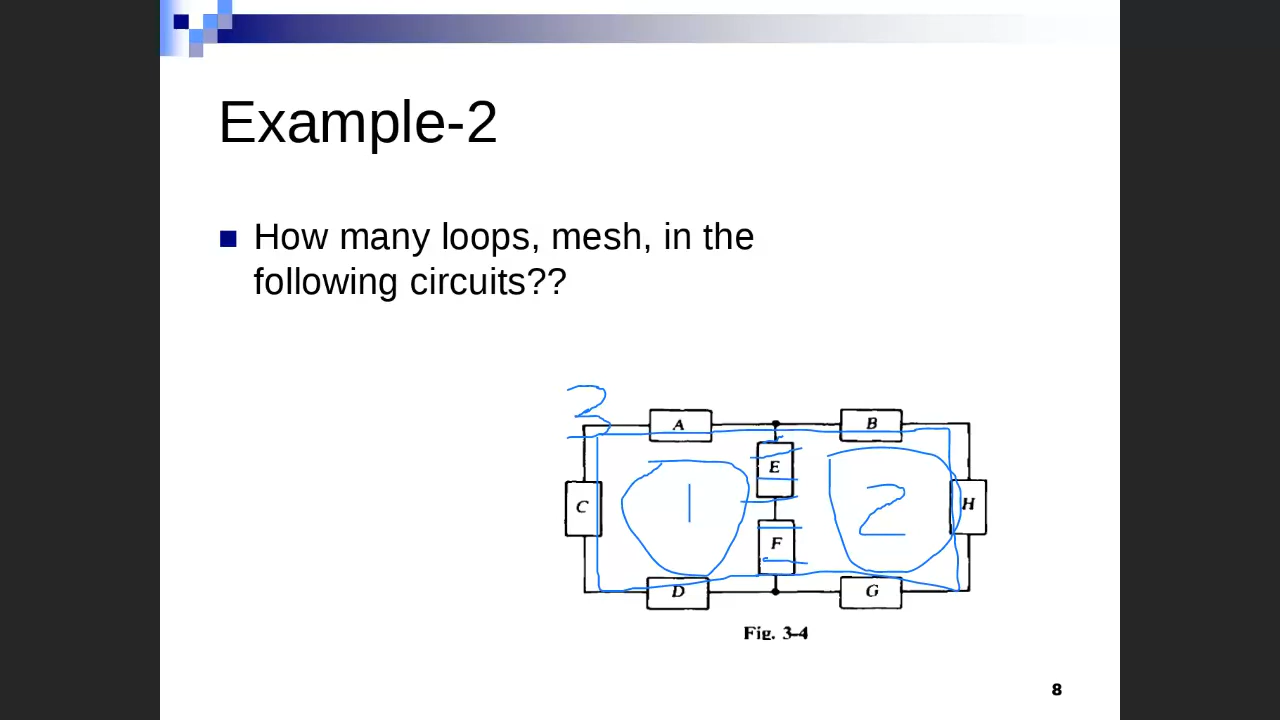 Example-2
How many loops, mesh, in the
following circuits??
3
A
B
E
C
1
2
H
F
D
G
Fig. 3-4
8